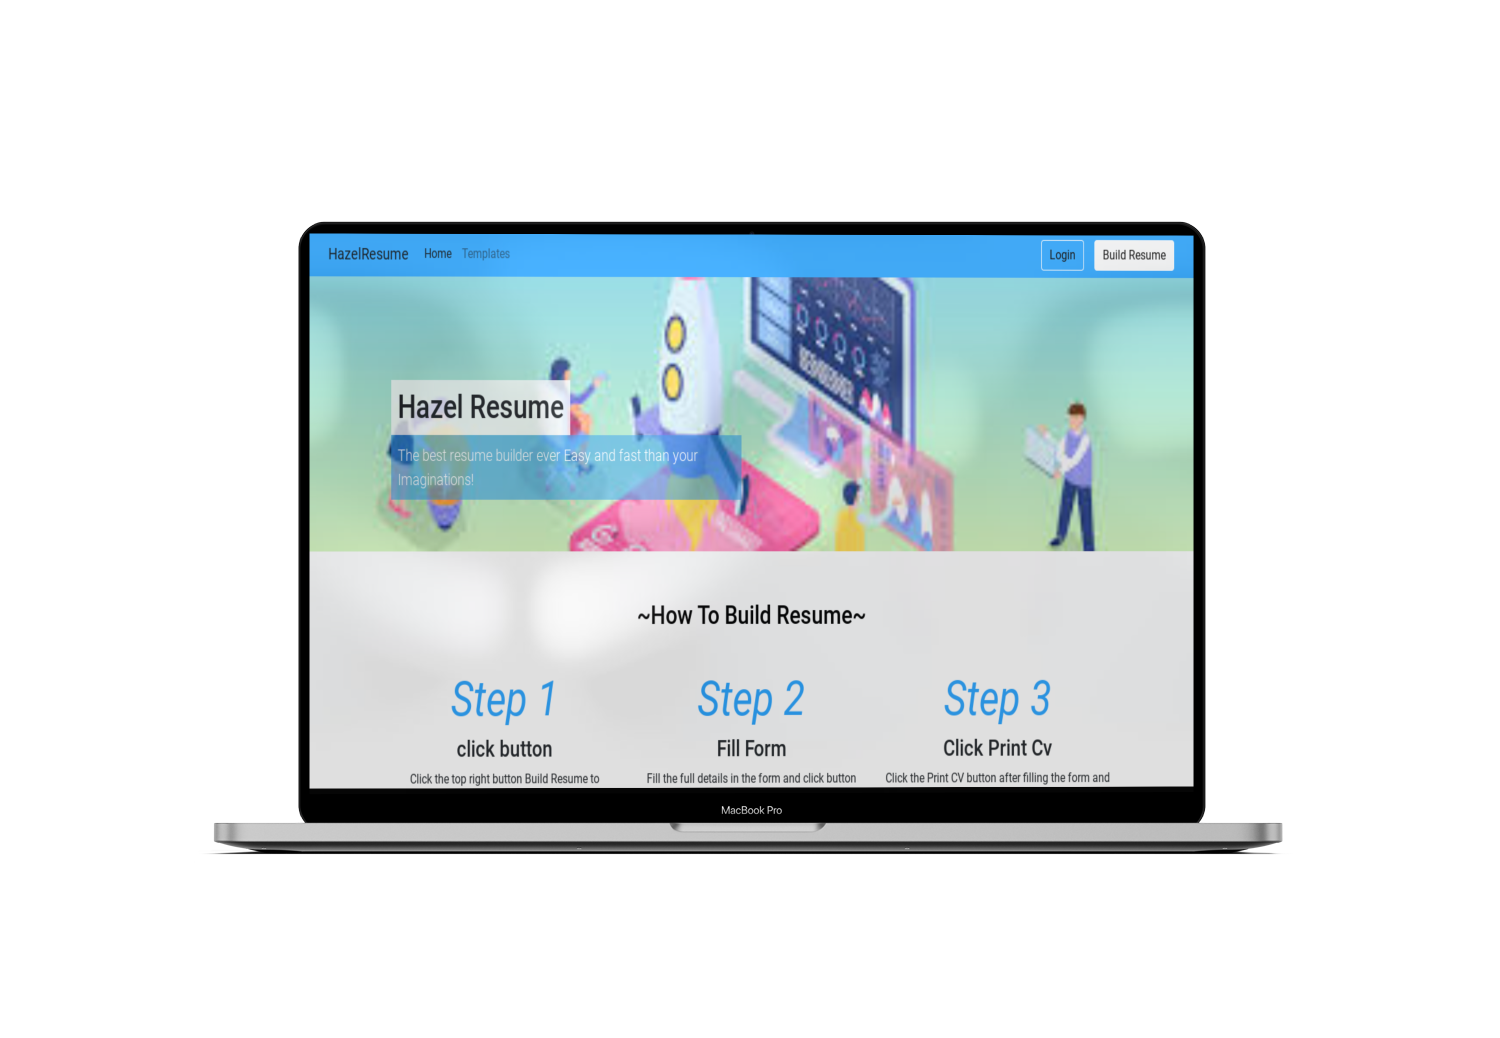 HazelResume Home Templates Login Build Resume
Hazel Resume
The best resume builder ever Easy and fast than your
Imaginations!
~How To Build Resume~
Step 1 Step 2 Step 3
click button Fill Form Click Print Cv
Click the top right button Build Resume to Fill the full details in the form and click button Click the Print CV button after filling the form and
MacBook Pro